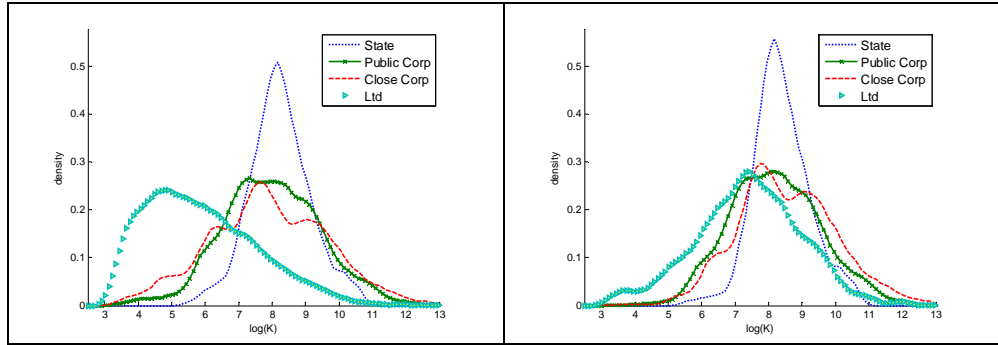 State
Public Corp
Close Corp
Ltd
0.5
0.4
0.3
0.2
0.1
0
density
3 4 5 6 7 8 9 10 11 12 13
log(K)
State
Public Corp
Close Corp
Ltd
0.5
0.4
0.3
0.2
0.1
0
density
3 4 5 6 7 8 9 10 11 12 13
log(K)